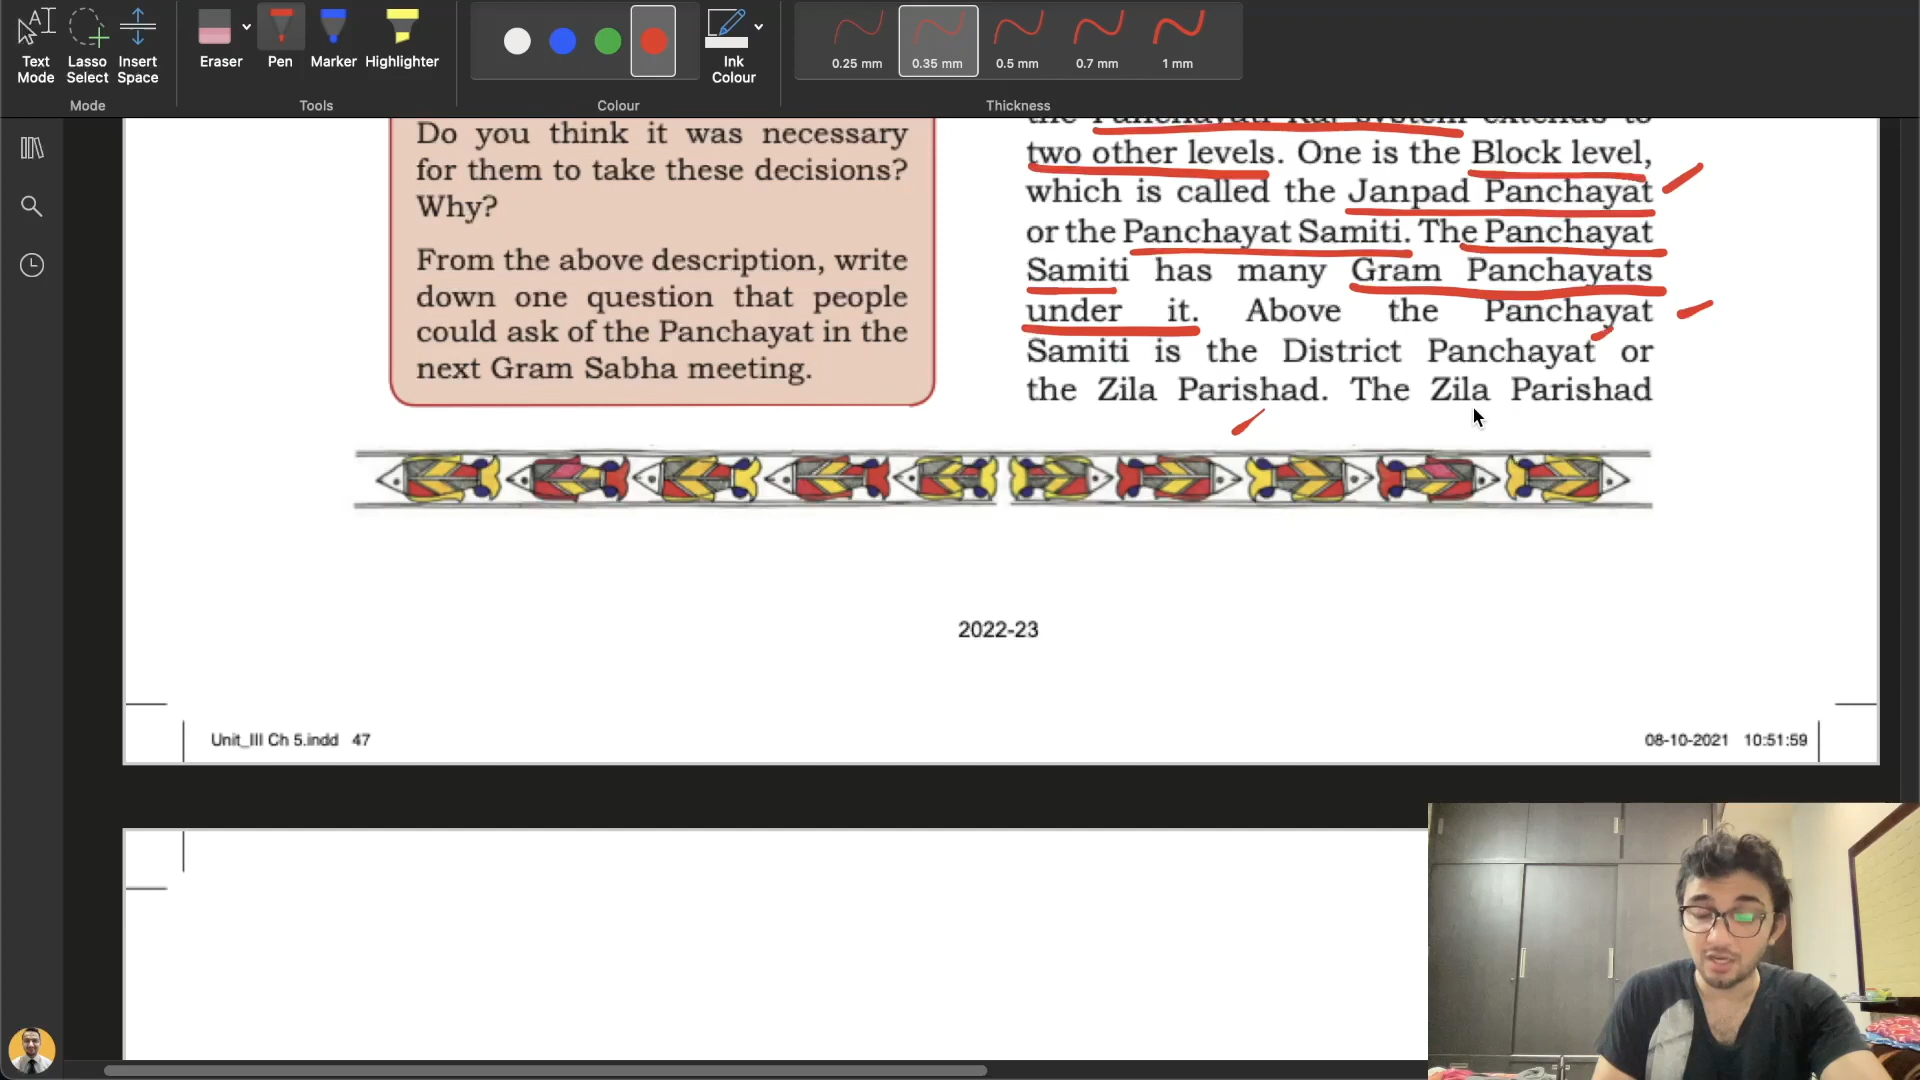 Text Mode
Lasso Select
Insert Space
Eraser
Pen
Marker
Highlighter
Ink Colour
0.25 mm
0.35 mm
0.5 mm
0.7 mm
1 mm
Mode
Tools
Colour
Thickness
Do you think it was necessary
for them to take these decisions?
Why?
From the above description, write
down one question that people
could ask of the Panchayat in the
next Gram Sabha meeting.
the Panchayati Raj system extends to
two other levels. One is the Block level,
which is called the Janpad Panchayat
or the Panchayat Samiti. The Panchayat
Samiti has many Gram Panchayats
under it. Above the Panchayat
Samiti is the District Panchayat or
the Zila Parishad. The Zila Parishad
2022-23
Unit_III Ch 5.indd 47
08-10-2021 10:51:59